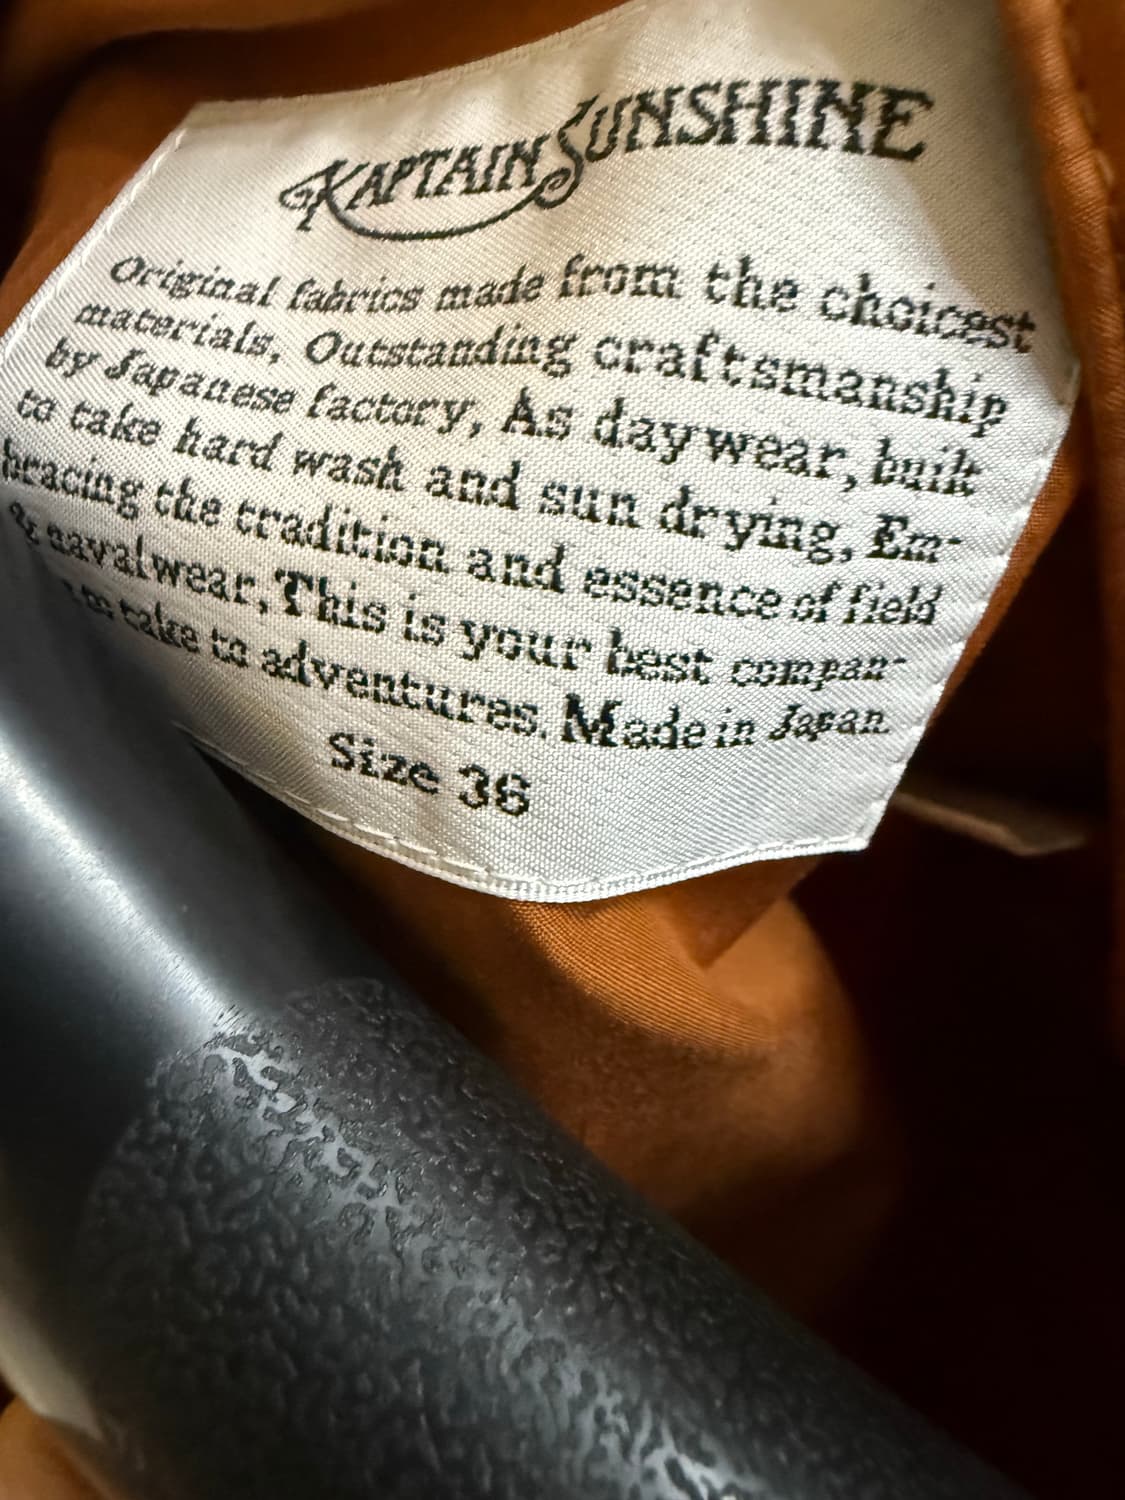 KAPTAIN SUNSHINE
Original fabrics made from the choicest
materials, Outstanding craftsmanship
by Japanese factory, As daywear, built
to take hard wash and sun drying, Em-
bracing the tradition and essence of field
& navalwear, This is your best compan-
take to adventures. Made in Japan.
Size 36